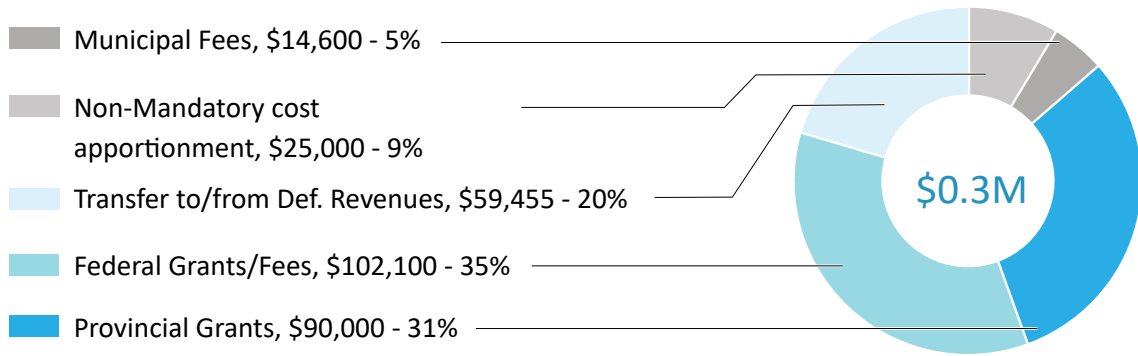 Municipal Fees, $14,600 - 5%
Non-Mandatory cost
apportionment, $25,000 - 9%
Transfer to/from Def. Revenues, $59,455 - 20%
Federal Grants/Fees, $102,100 - 35%
Provincial Grants, $90,000 - 31%
$0.3M